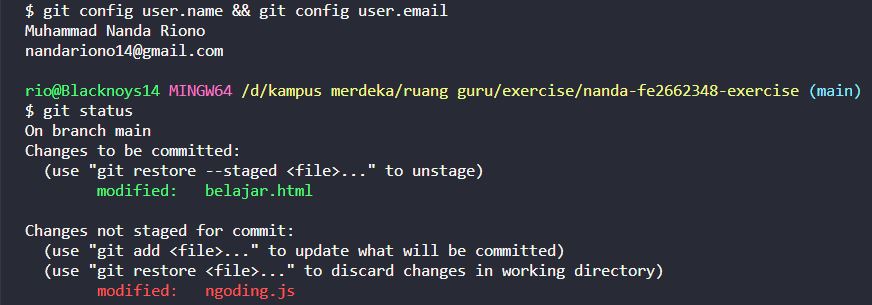 $ git config user.name && git config user.email
Muhammad Nanda Riono
nandariono14@gmail.com
rio@Blacknoys14 MINGW64 /d/kampus merdeka/ruang guru/exercise/nanda-fe2662348-exercise (main)
$ git status
On branch main
Changes to be committed:
  (use "git restore --staged <file>..." to unstage)
        modified:   belajar.html
Changes not staged for commit:
  (use "git add <file>..." to update what will be committed)
  (use "git restore <file>..." to discard changes in working directory)
        modified:   ngoding.js